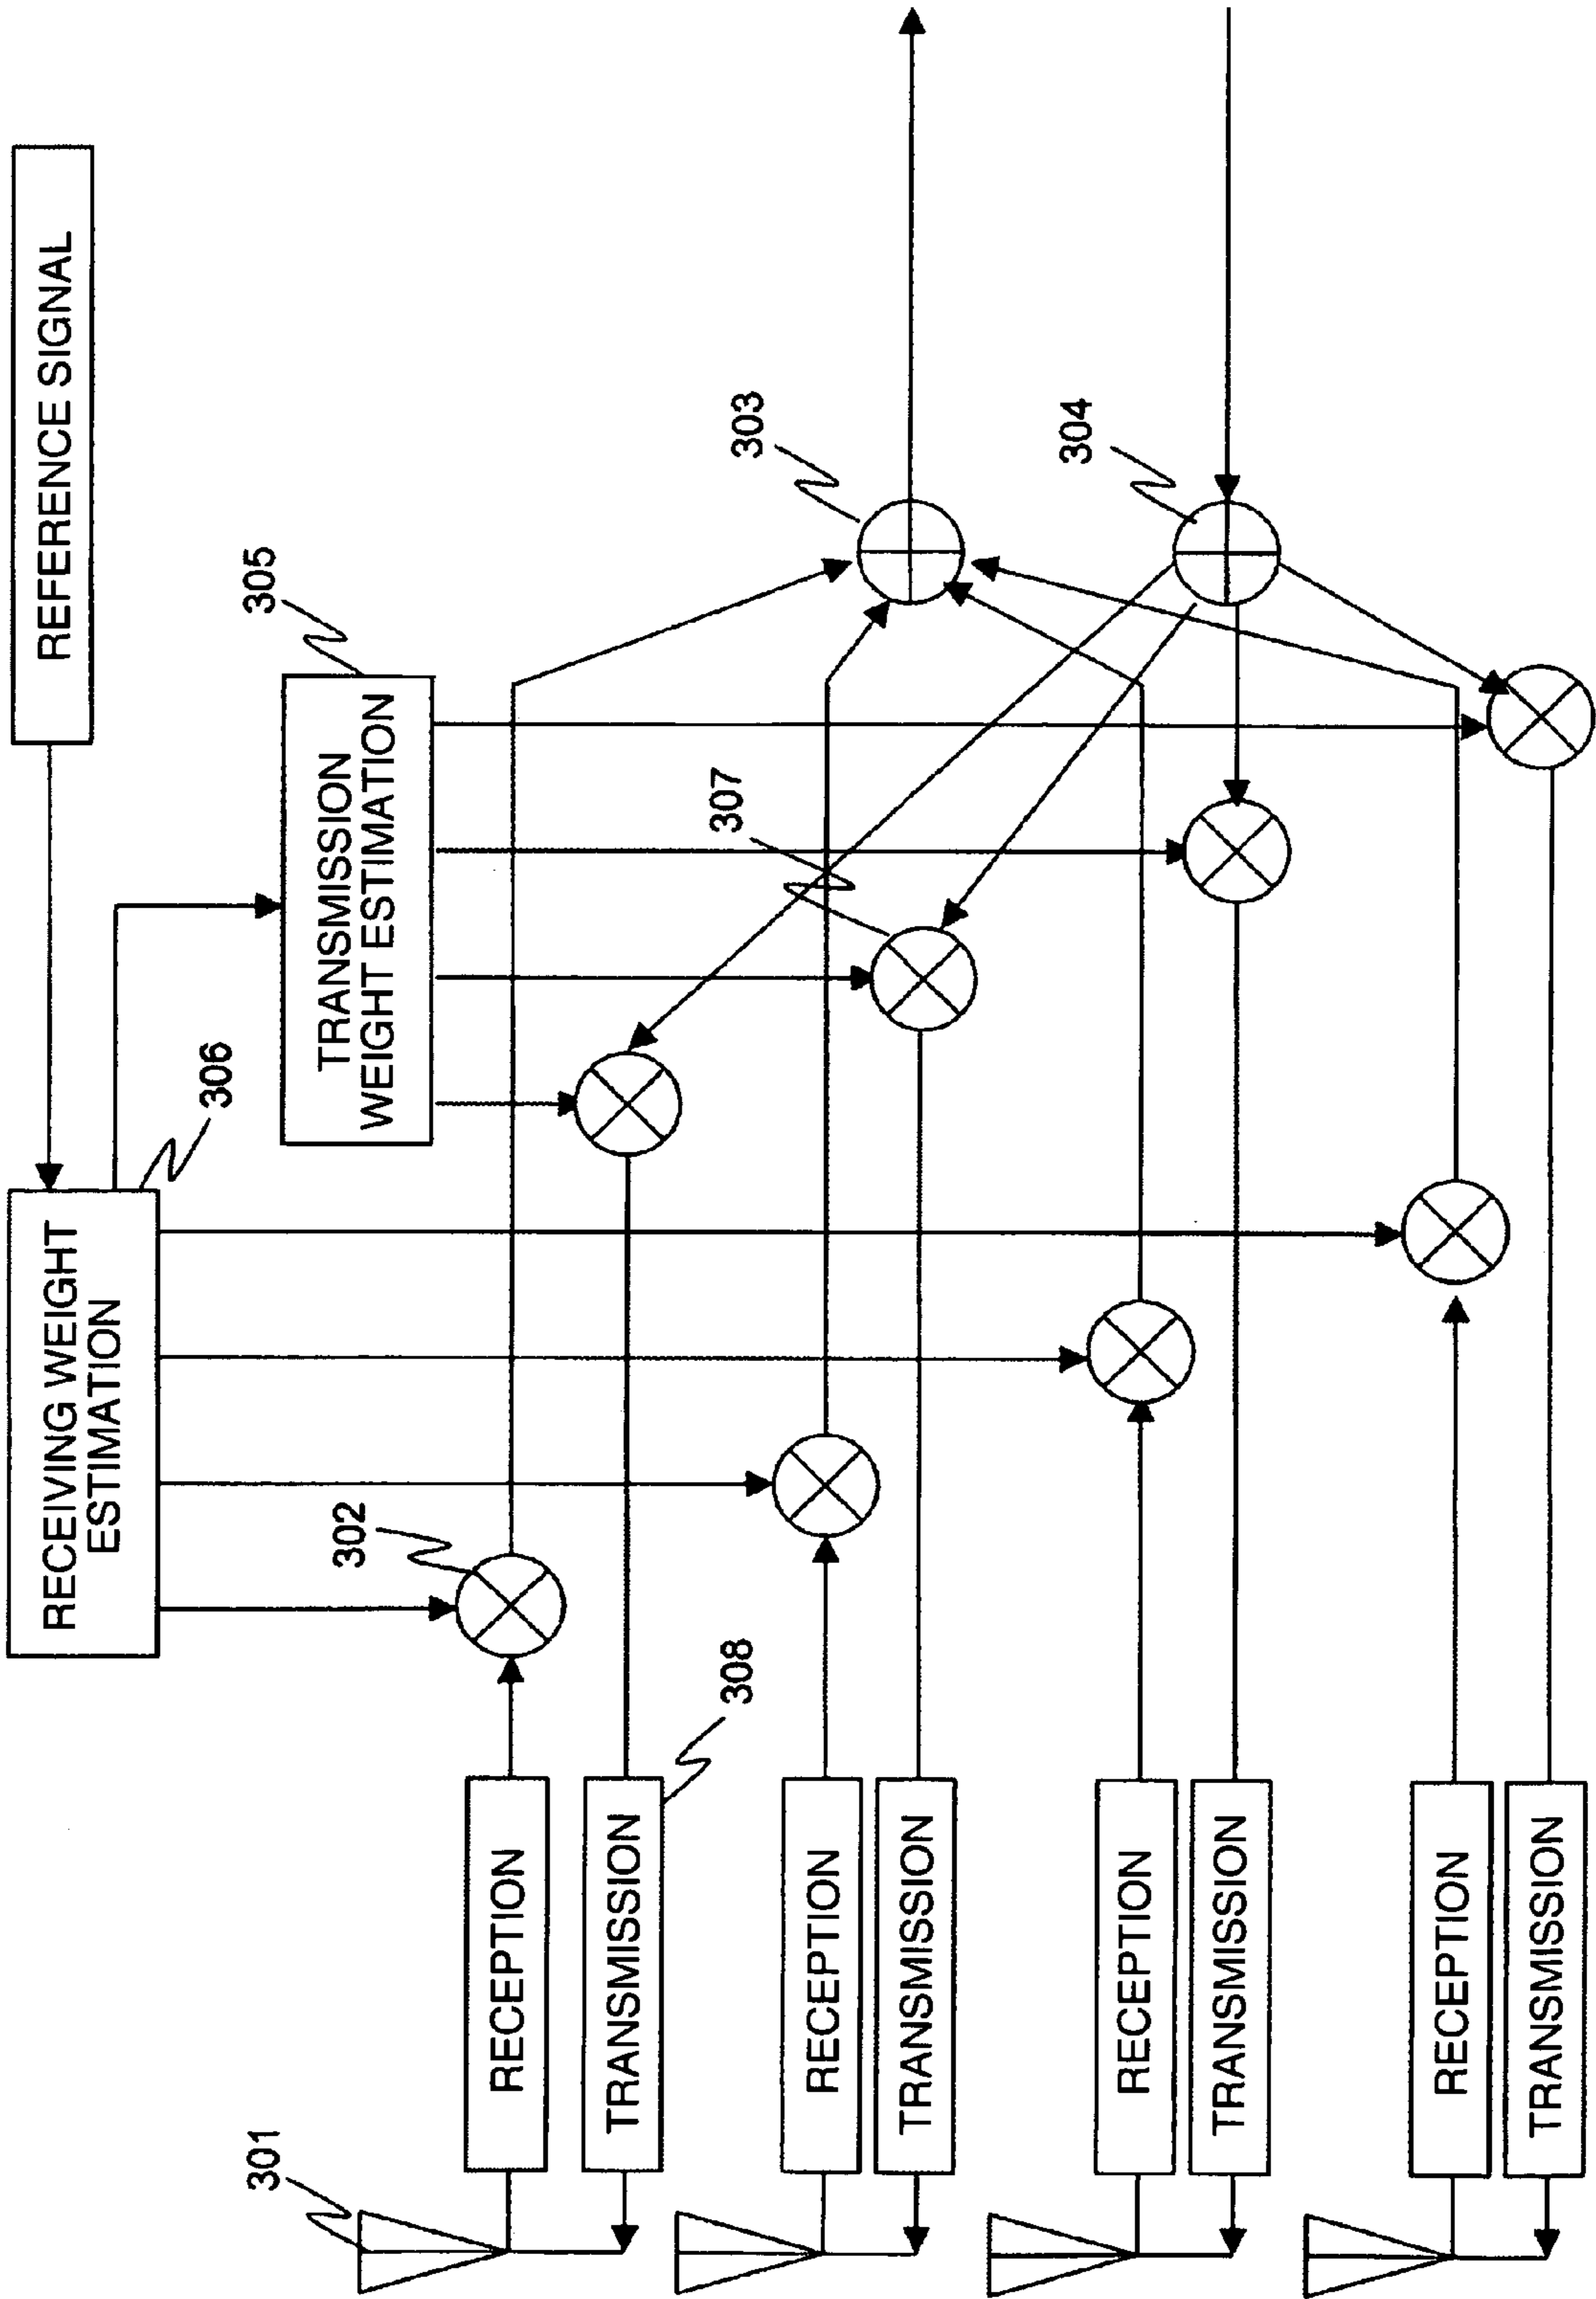 REFERENCE SIGNAL
RECEIVING WEIGHT
ESTIMATION
306
305
TRANSMISSION
WEIGHT ESTIMATION
301
302
303
307
304
308
RECEPTION
TRANSMISSION
RECEPTION
TRANSMISSION
RECEPTION
TRANSMISSION
RECEPTION
TRANSMISSION